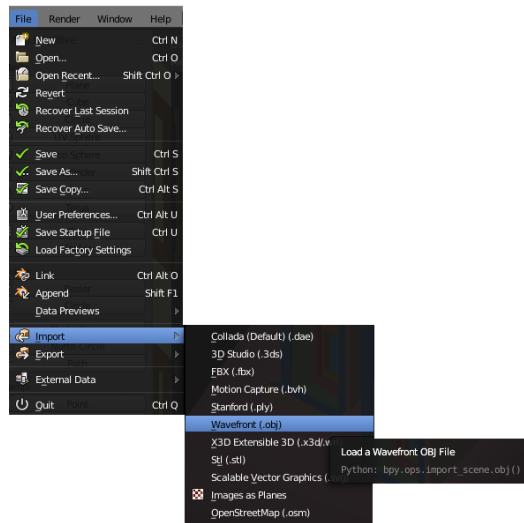 File Render Window Help
New Ctrl N
Open... Ctrl O
Open Recent... Shift Ctrl O
Revert
Recover Last Session
Recover Auto Save...
Save Ctrl S
Save As... Shift Ctrl S
Save Copy... Ctrl Alt S
User Preferences... Ctrl Alt U
Save Startup File Ctrl U
Load Factory Settings
Link Ctrl Alt O
Append Shift F1
Data Previews
Import
Export
External Data
Quit Ctrl Q
Collada (Default) (.dae)
3D Studio (.3ds)
FBX (.fbx)
Motion Capture (.bvh)
Stanford (.ply)
Wavefront (.obj)
X3D Extensible 3D (.x3d/.wrl)
Stl (.stl)
Scalable Vector Graphics (.svg)
Images as Planes
OpenStreetMap (.osm)
Load a Wavefront OBJ File
Python: bpy.ops.import_scene.obj()